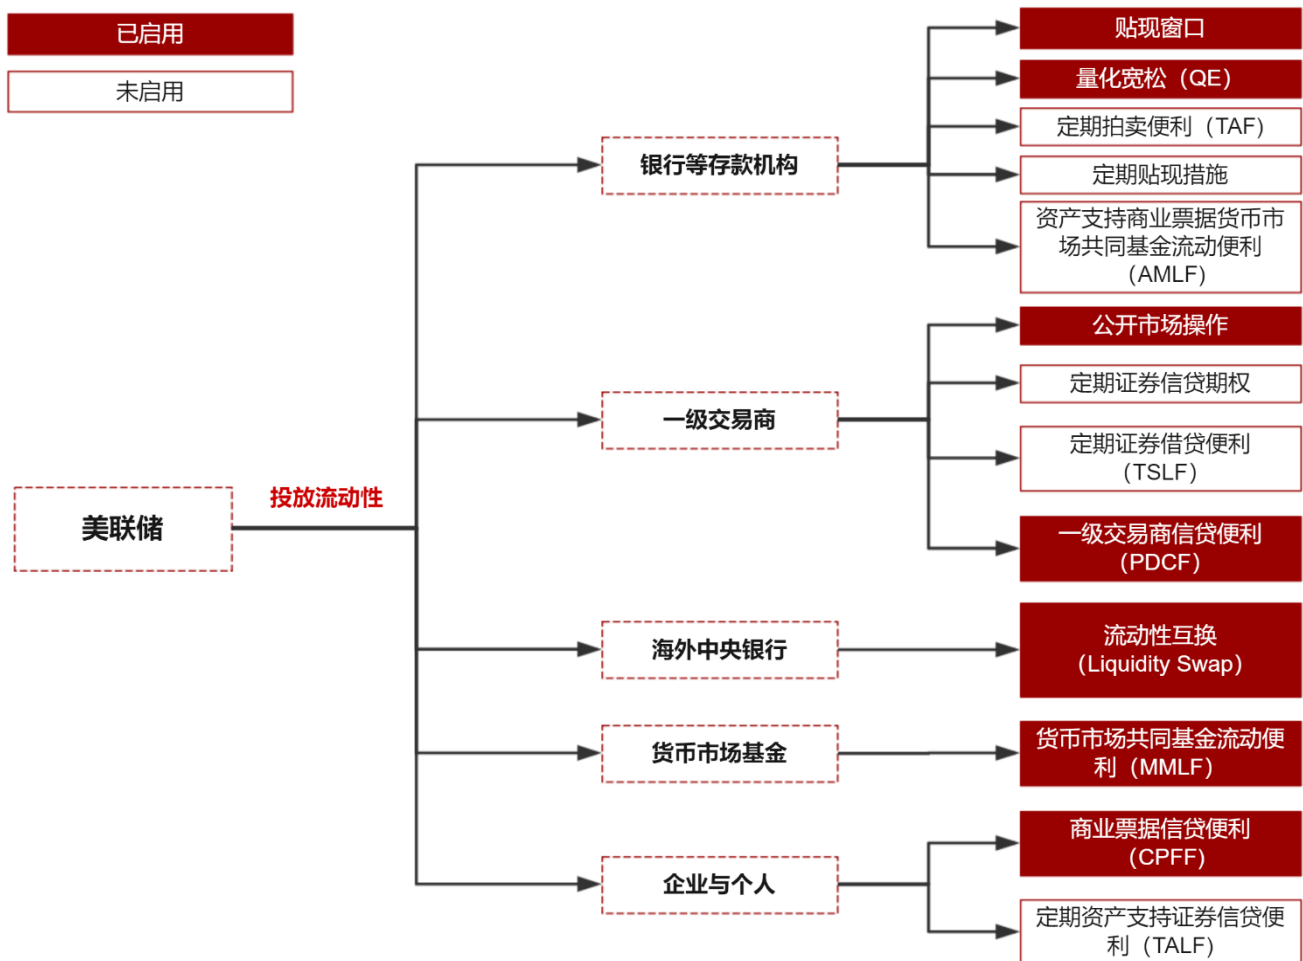 已启用
未启用
美联储
投放流动性
银行等存款机构
贴现窗口
量化宽松（QE）
定期拍卖便利（TAF）
定期贴现措施
资产支持商业票据货币市
场共同基金流动便利
（AMLF）
一级交易商
公开市场操作
定期证券信贷期权
定期证券借贷便利
（TSLF）
一级交易商信贷便利
（PDCF）
海外中央银行
流动性互换
（Liquidity Swap）
货币市场基金
货币市场共同基金流动便
利（MMLF）
企业与个人
商业票据信贷便利
（CPFF）
定期资产支持证券信贷便
利（TALF）